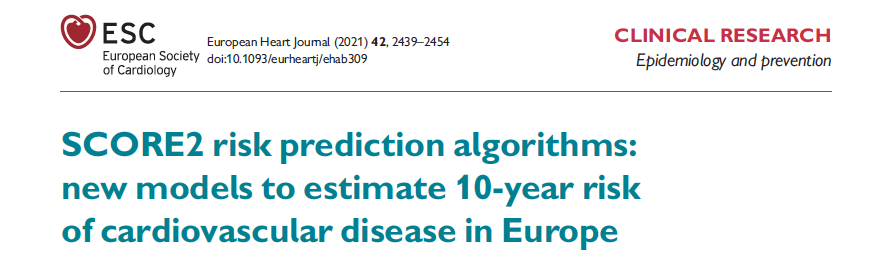 ESC
European Society
of Cardiology
European Heart Journal (2021) 42, 2439–2454
doi:10.1093/eurheartj/ehab309
CLINICAL RESEARCH
Epidemiology and prevention
SCORE2 risk prediction algorithms:
new models to estimate 10-year risk
of cardiovascular disease in Europe